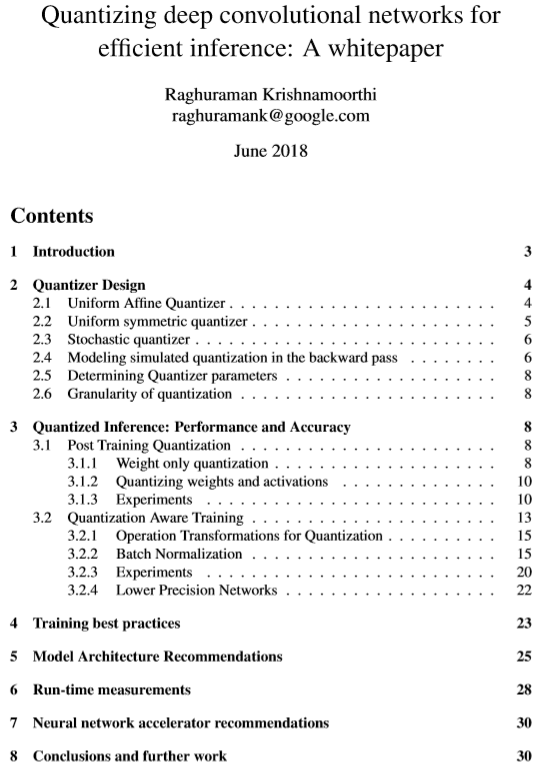 Quantizing deep convolutional networks for
efficient inference: A whitepaper
Raghuraman Krishnamoorthi
raghuramank@google.com
June 2018
Contents
1 Introduction 3
2 Quantizer Design 4
2.1 Uniform Affine Quantizer . . . . . . . . . . . . . . . . . . . . . . . . 4
2.2 Uniform symmetric quantizer . . . . . . . . . . . . . . . . . . . . . . 5
2.3 Stochastic quantizer . . . . . . . . . . . . . . . . . . . . . . . . . . . 6
2.4 Modeling simulated quantization in the backward pass . . . . . . . . 6
2.5 Determining Quantizer parameters . . . . . . . . . . . . . . . . . . . 8
2.6 Granularity of quantization . . . . . . . . . . . . . . . . . . . . . . . 8
3 Quantized Inference: Performance and Accuracy 8
3.1 Post Training Quantization . . . . . . . . . . . . . . . . . . . . . . . 8
3.1.1 Weight only quantization . . . . . . . . . . . . . . . . . . . . 8
3.1.2 Quantizing weights and activations . . . . . . . . . . . . . . 10
3.1.3 Experiments . . . . . . . . . . . . . . . . . . . . . . . . . . 10
3.2 Quantization Aware Training . . . . . . . . . . . . . . . . . . . . . . 13
3.2.1 Operation Transformations for Quantization . . . . . . . . . . 15
3.2.2 Batch Normalization . . . . . . . . . . . . . . . . . . . . . . 15
3.2.3 Experiments . . . . . . . . . . . . . . . . . . . . . . . . . . 20
3.2.4 Lower Precision Networks . . . . . . . . . . . . . . . . . . . 22
4 Training best practices 23
5 Model Architecture Recommendations 25
6 Run-time measurements 28
7 Neural network accelerator recommendations 30
8 Conclusions and further work 30